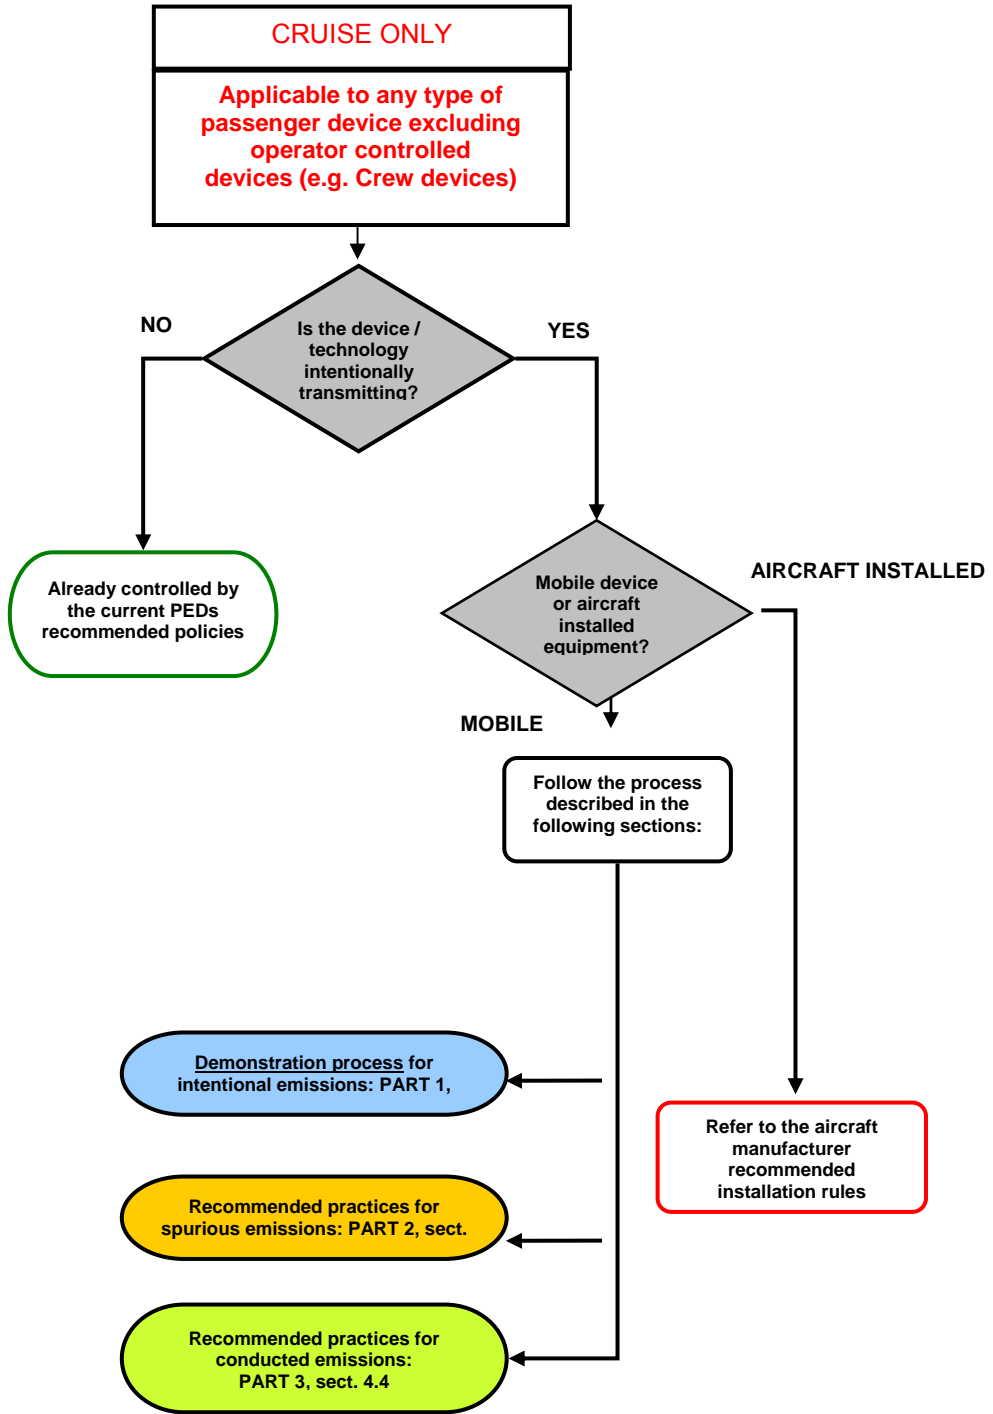 CRUISE ONLY
Applicable to any type of
passenger device excluding
operator controlled
devices (e.g. Crew devices)
NO
Is the device /
technology
intentionally
transmitting?
YES
Already controlled by
the current PEDs
recommended policies
Mobile device
or aircraft
installed
equipment?
AIRCRAFT INSTALLED
MOBILE
Follow the process
described in the
following sections:
Demonstration process for
intentional emissions: PART 1,
Refer to the aircraft
manufacturer
recommended
installation rules
Recommended practices for
spurious emissions: PART 2, sect.
Recommended practices for
conducted emissions:
PART 3, sect. 4.4